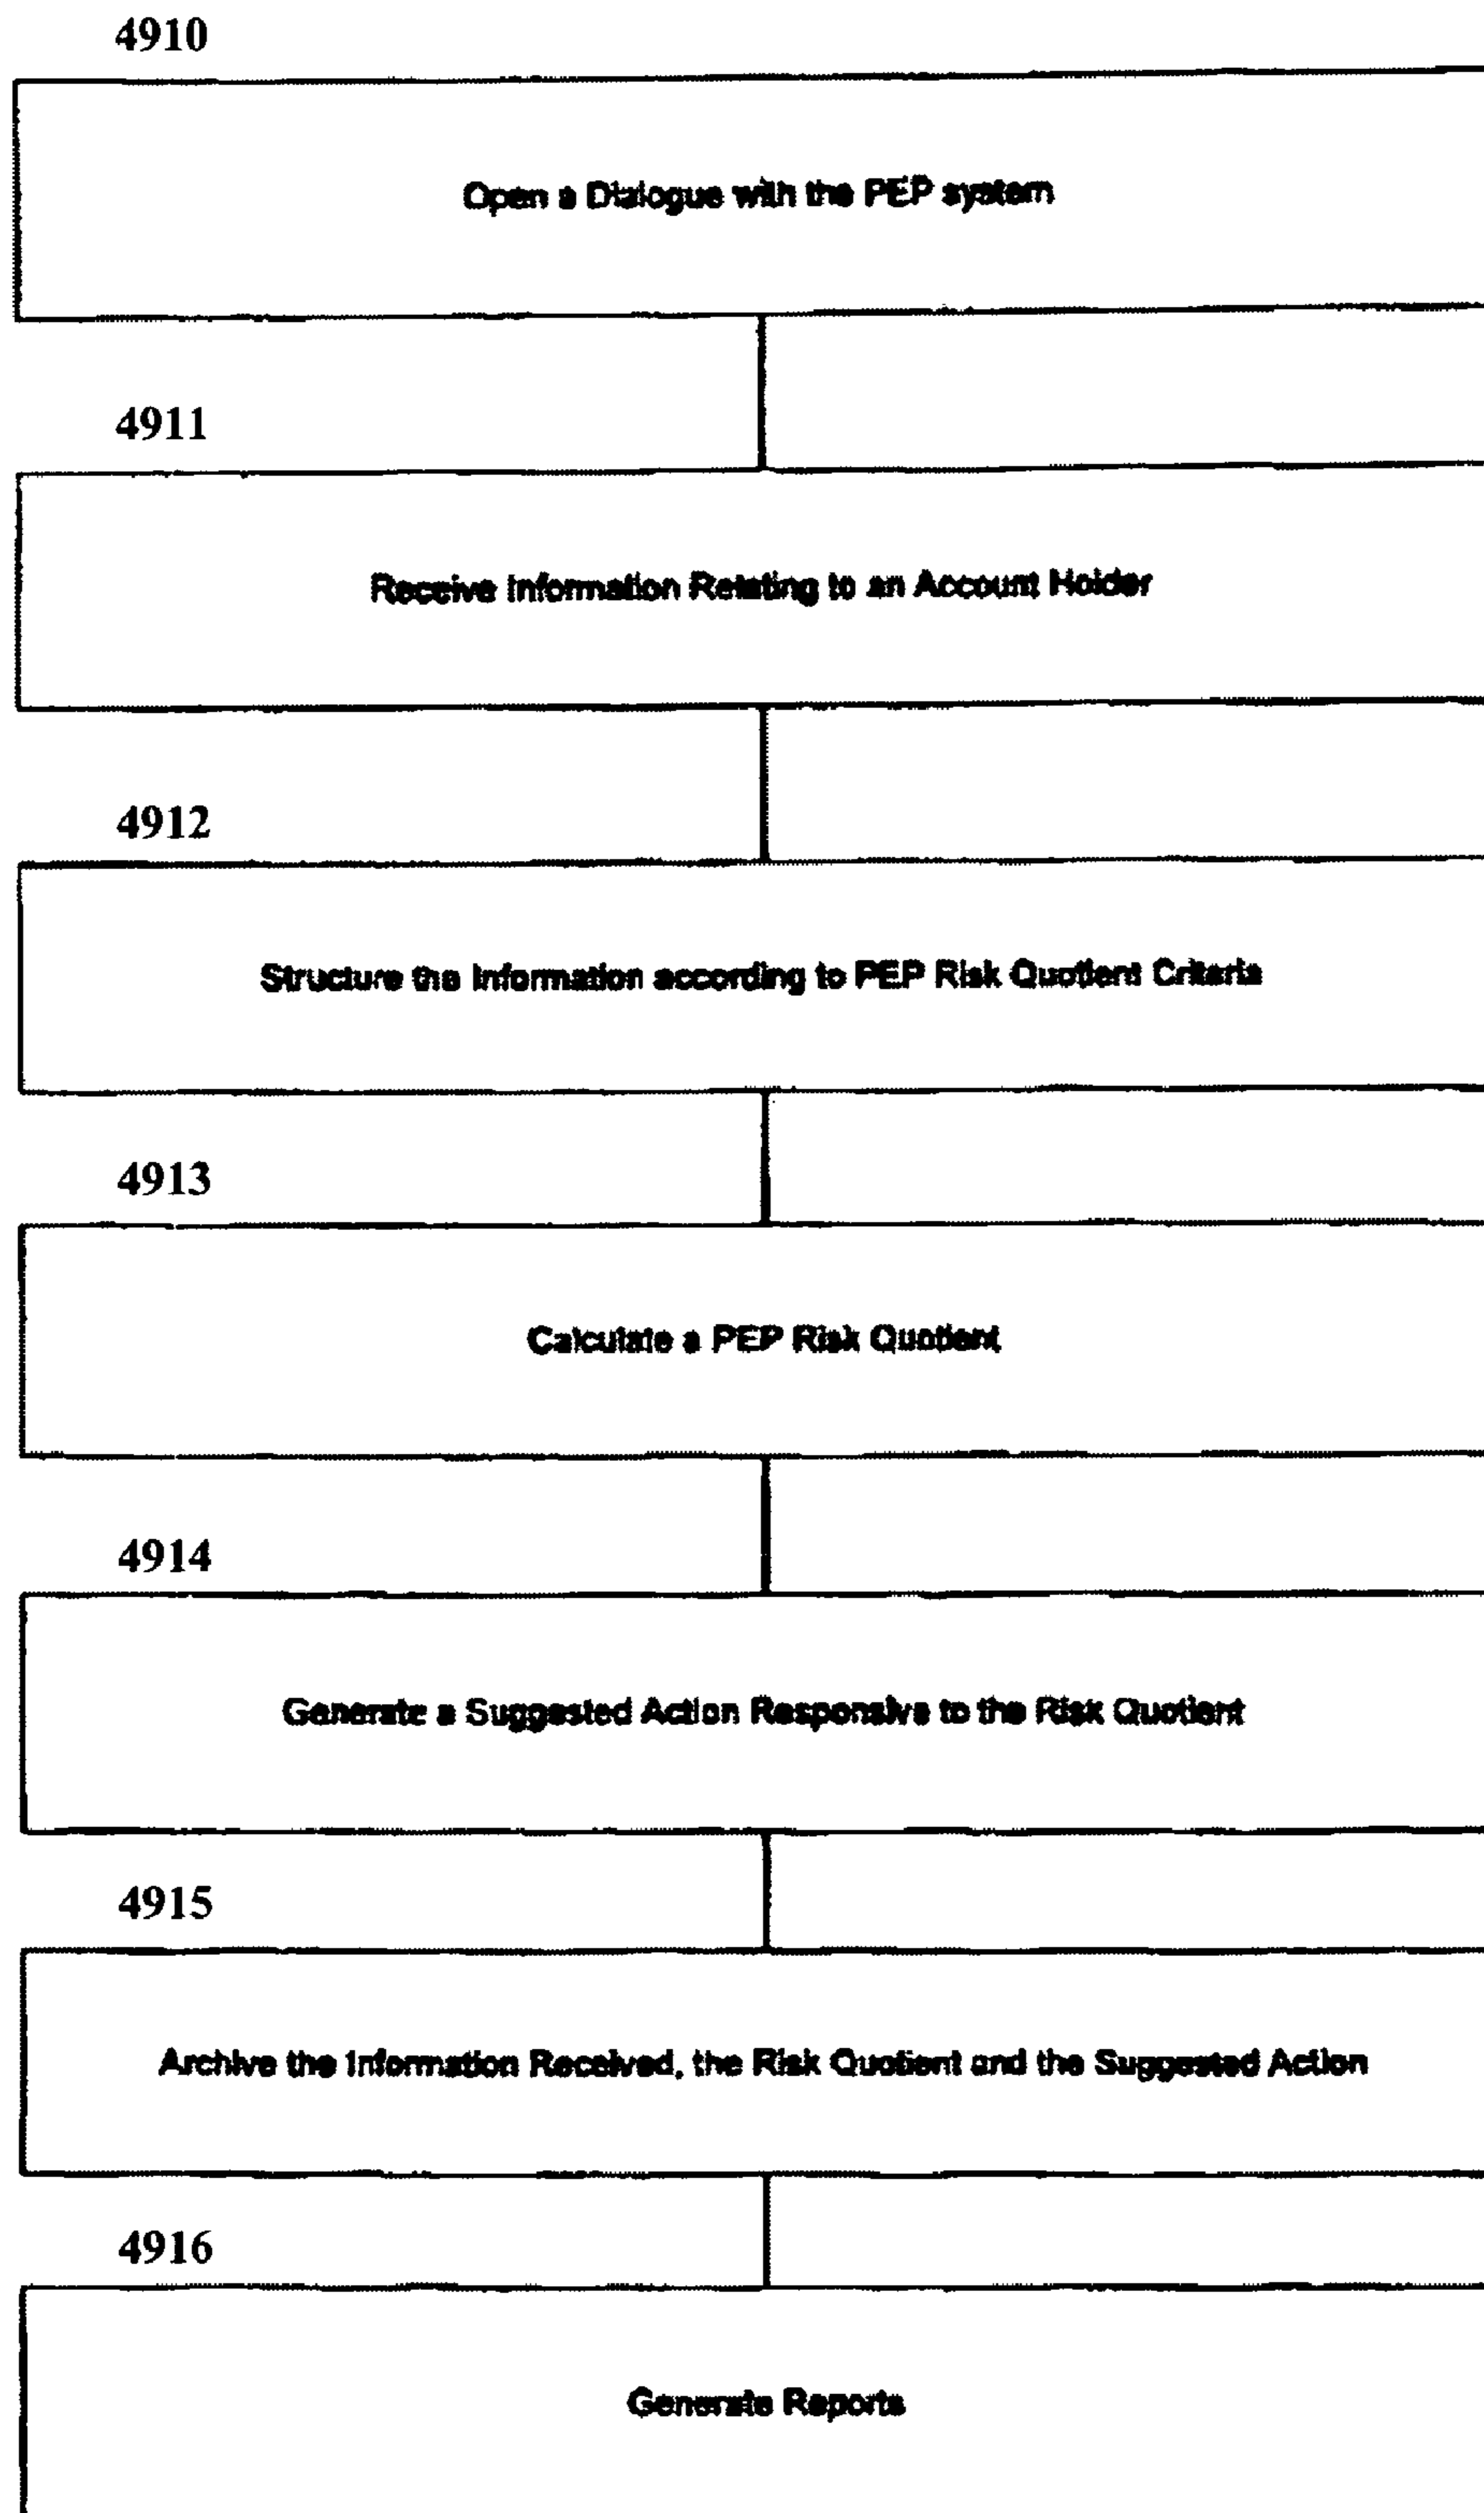 4910
Open a Dialogue with the PEP system
4911
Receive Information Relating to an Account Holder
4912
Structure the Information according to PEP Risk Quotient Criteria
4913
Calculate a PEP Risk Quotient
4914
Generate a Suggested Action Responsive to the Risk Quotient
4915
Archive the Information Received, the Risk Quotient and the Suggested Action
4916
Generate Reports